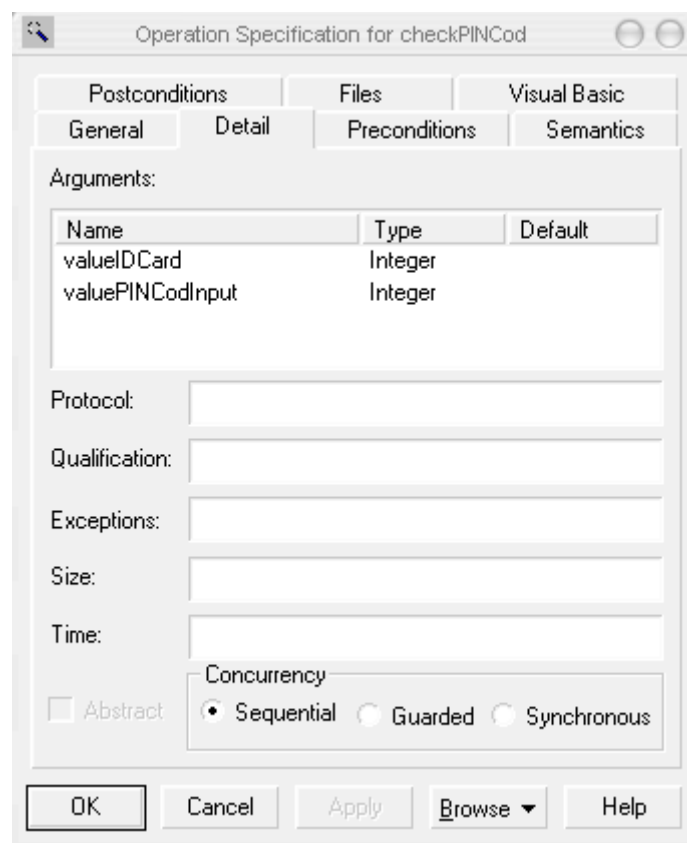 Operation Specification for checkPINCod
Postconditions Files Visual Basic
General Detail Preconditions Semantics
Arguments:
Name Type Default
valueIDCard Integer
valuePINCodInput Integer
Protocol:
Qualification:
Exceptions:
Size:
Time:
Concurrency
Abstract Sequential Guarded Synchronous
OK Cancel Apply Browse Help